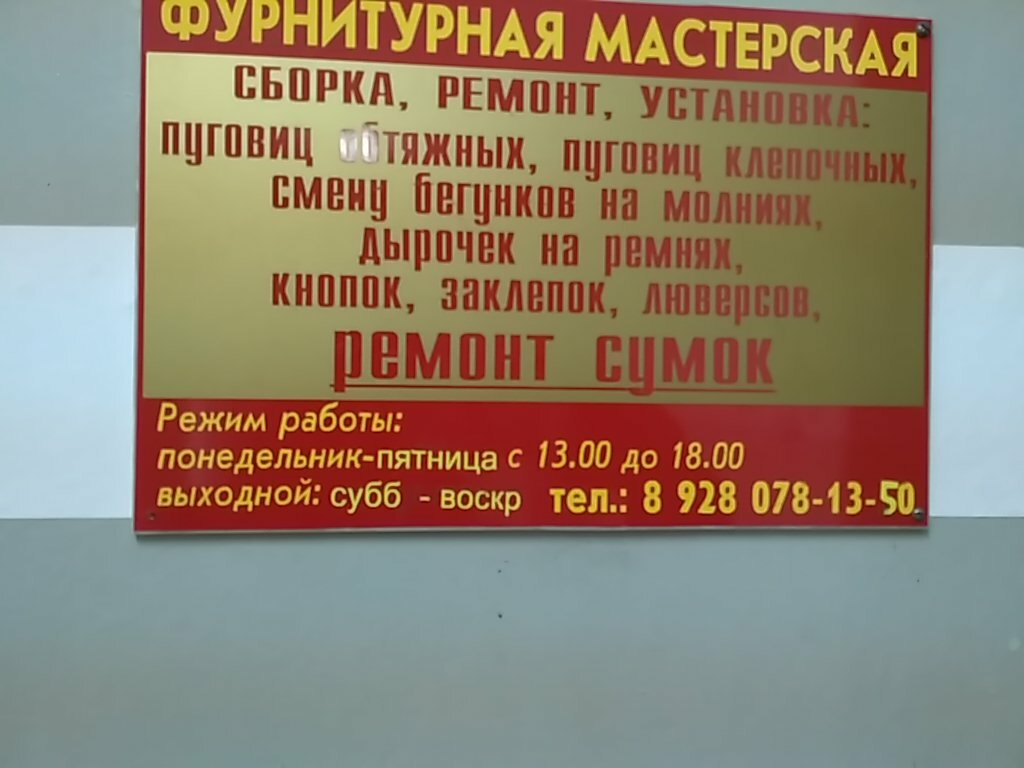 ФУРНИТУРНАЯ МАСТЕРСКАЯ
СБОРКА, РЕМОНТ, УСТАНОВКА:
пуговиц обтяжных, пуговиц клепочных,
смену бегунков на молниях,
дырочек на ремнях,
кнопок, заклепок, люверсов,
ремонт сумок
Режим работы:
понедельник-пятница с 13.00 до 18.00
выходной: субб - воскр тел.: 8 928 078-13-50